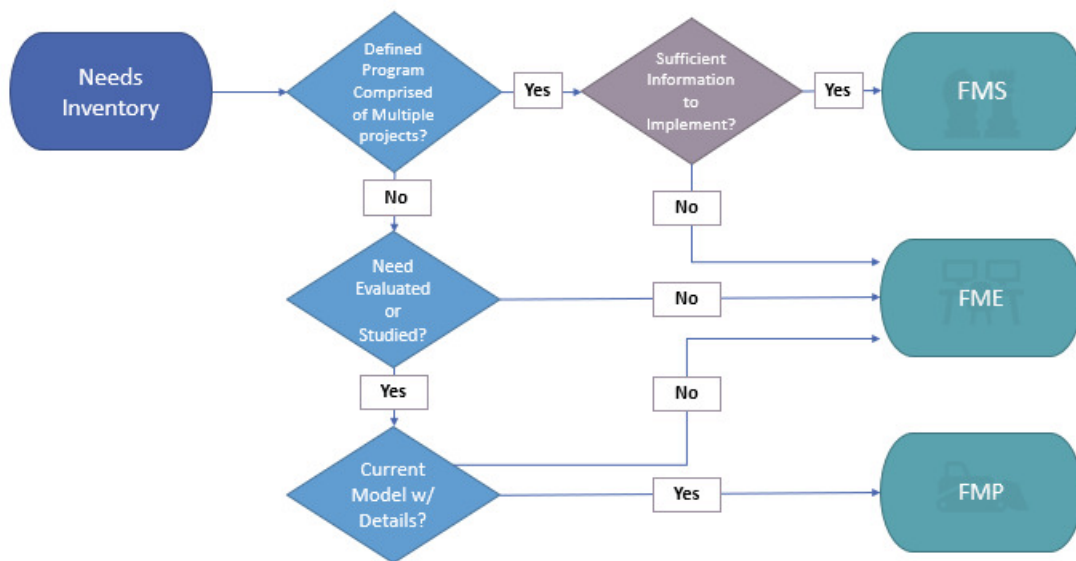 Needs
Inventory
Defined
Program
Comprised
of Multiple
projects?
Yes
Sufficient
Information
to
Implement?
Yes
FMS
No
No
Need
Evaluated
or
Studied?
No
FME
Yes
No
Current
Model w/
Details?
Yes
FMP